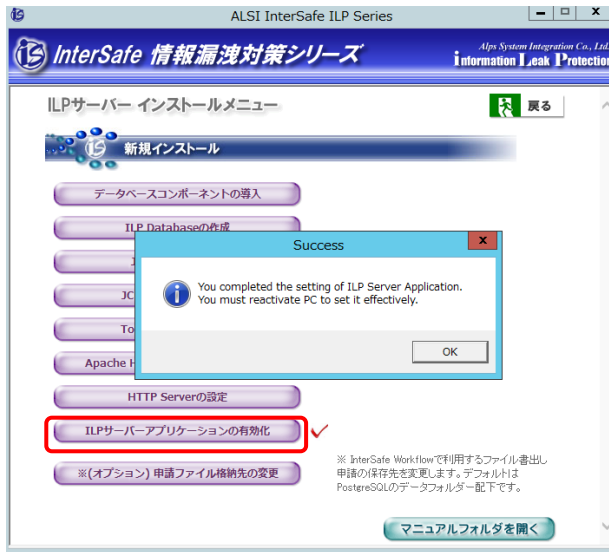 ALSI InterSafe ILP Series
InterSafe 情報漏洩対策シリーズ
Alps System Integration Co., Ltd.
information Leak Protection
ILPサーバー インストールメニュー
戻る
新規インストール
データベースコンポーネントの導入
ILP Databaseの作成
Success
You completed the setting of ILP Server Application.
You must reactivate PC to set it effectively.
JC
To
OK
Apache H
HTTP Serverの設定
ILPサーバーアプリケーションの有効化
※(オプション) 申請ファイル格納先の変更
※ InterSafe Workflowで利用するファイル書出し
申請の保存先を変更します。デフォルトは
PostgreSQLのデータフォルダー配下です。
マニュアルフォルダを開く